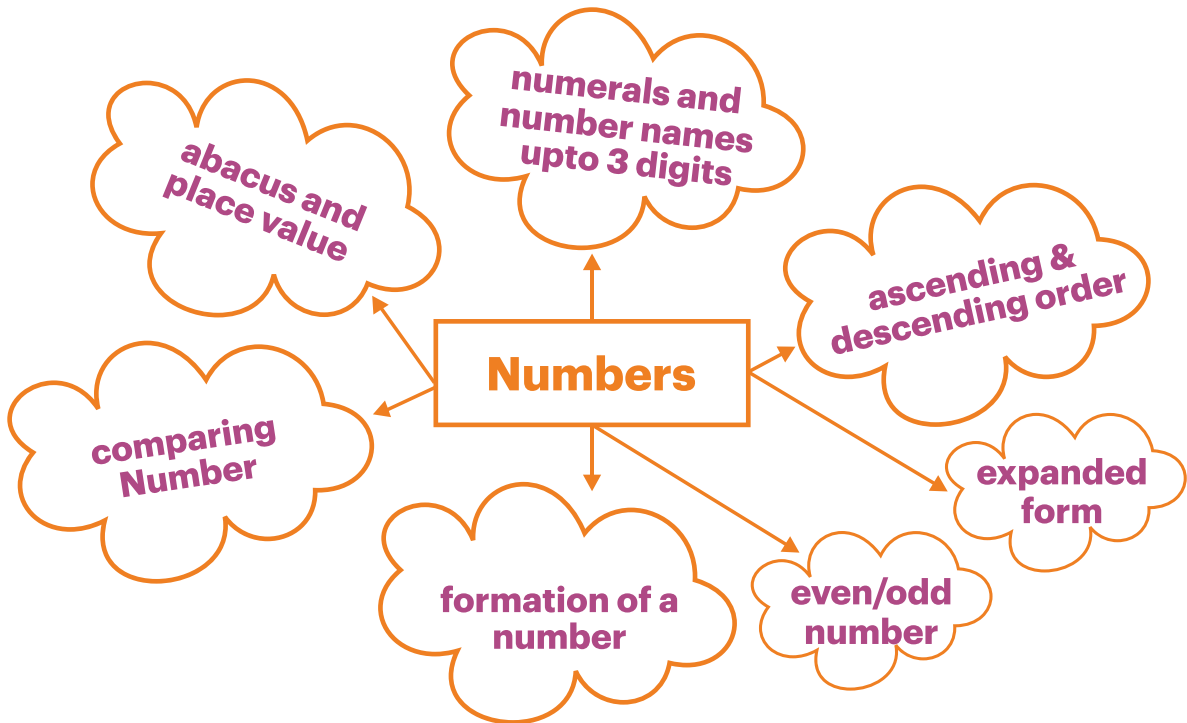 numerals and
number names
upto 3 digits
abacus and
place value
ascending &
descending order
Numbers
comparing
Number
expanded
form
formation of a
number
even/odd
number